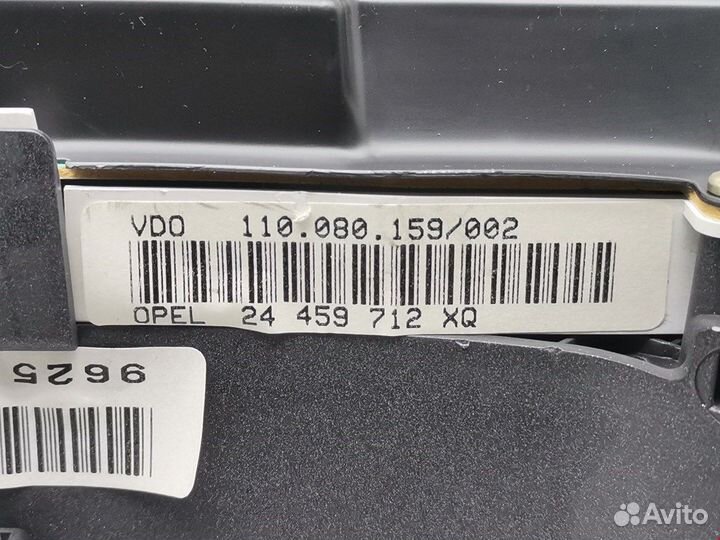 VDO 110.080.159/002
OPEL 24 459 712 XQ
9625
Avito